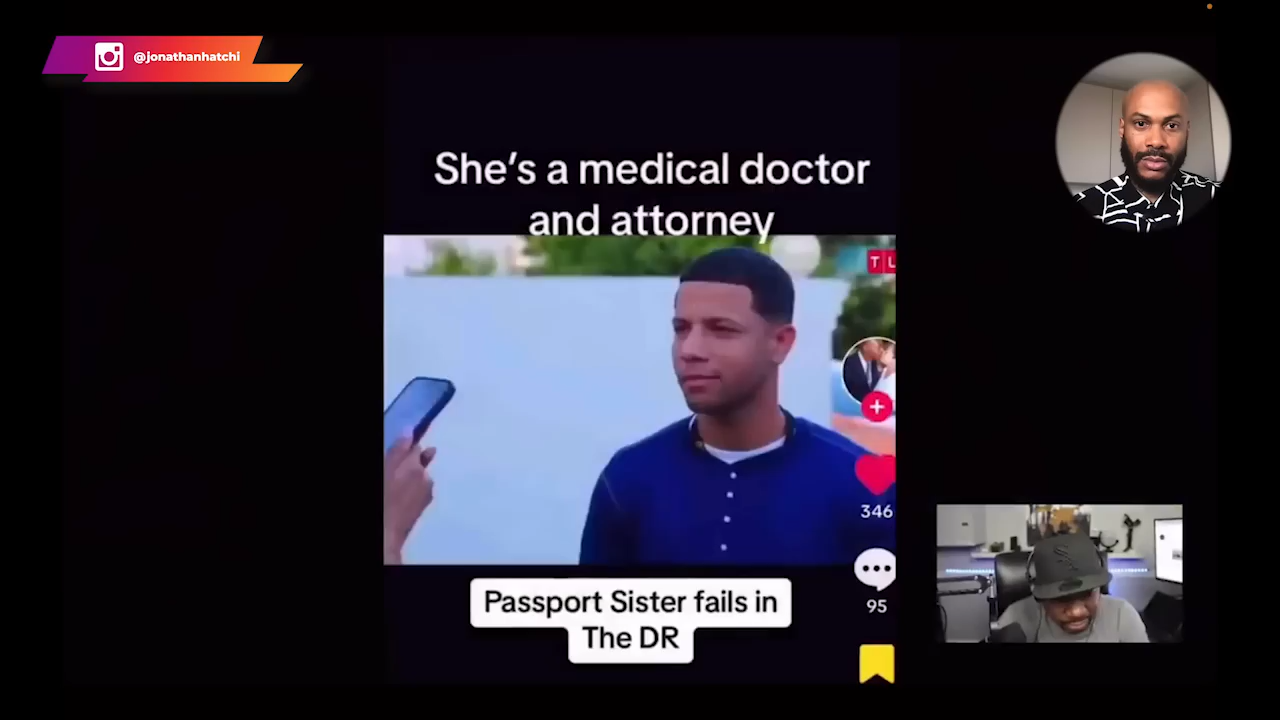 @jonathanhatchi
She's a medical doctor
and attorney
TL
346
95
Passport Sister fails in
The DR